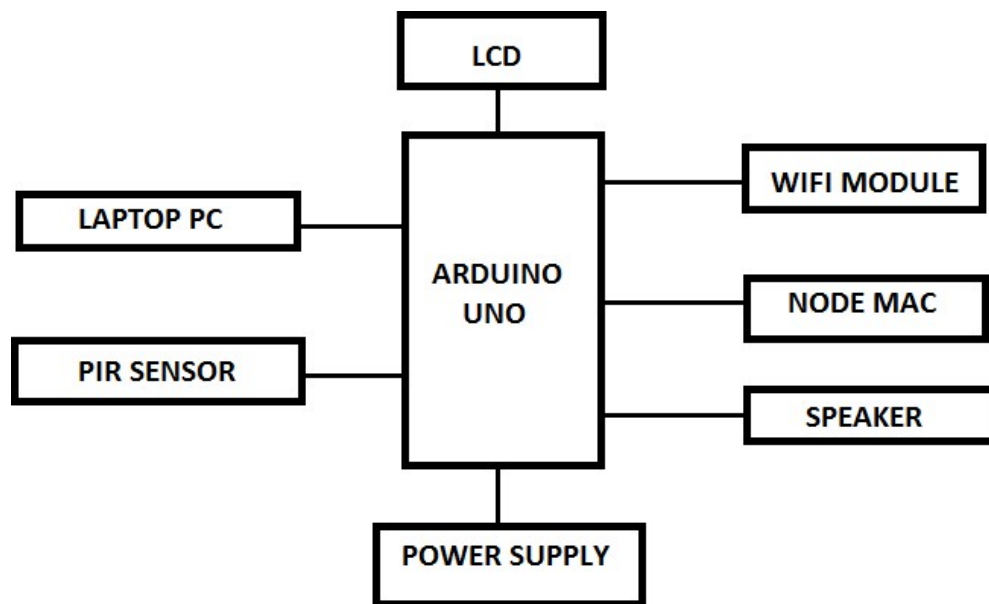 LCD
WIFI MODULE
LAPTOP PC
ARDUINO
UNO
NODE MAC
PIR SENSOR
SPEAKER
POWER SUPPLY